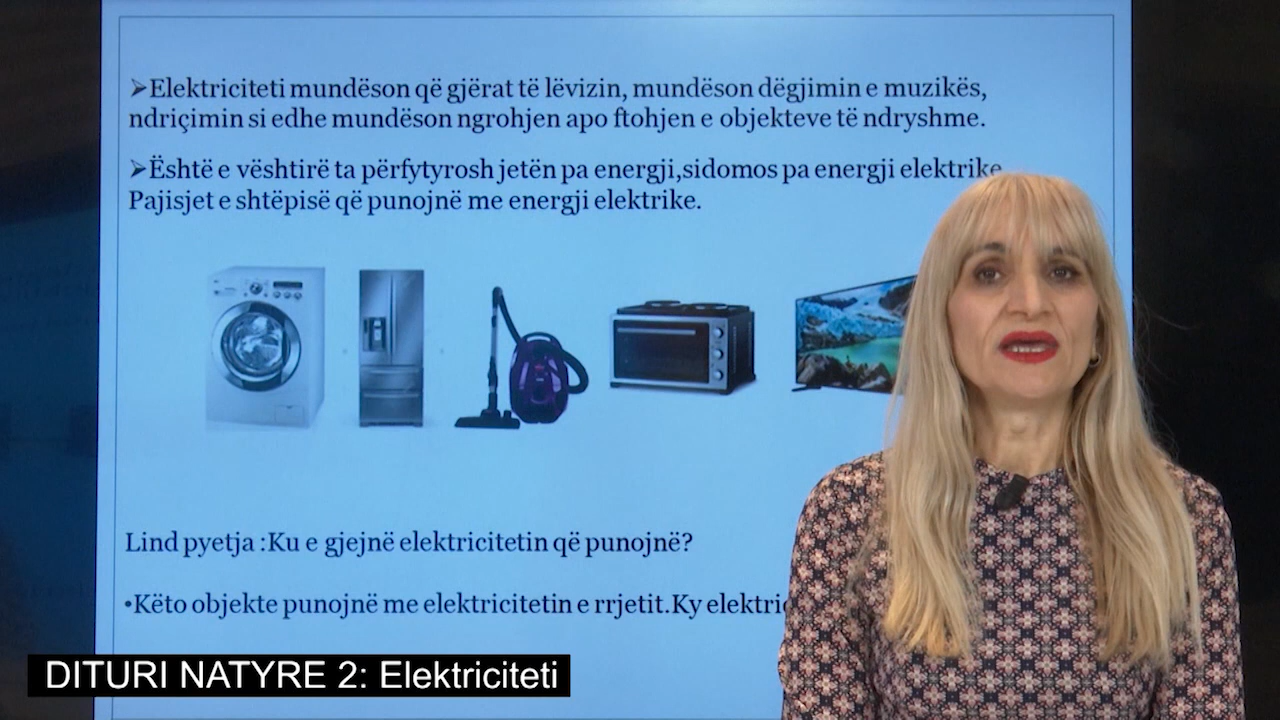 ➢Elektriciteti mundëson që gjërat të lëvizin, mundëson dëgjimin e muzikës,
ndriçimin si edhe mundëson ngrohjen apo ftohjen e objekteve të ndryshme.
➢Është e vështirë ta përfytyrosh jetën pa energji,sidomos pa energji elektrike
Pajisjet e shtëpisë që punojnë me energji elektrike.
Lind pyetja :Ku e gjejnë elektricitetin që punojnë?
•Këto objekte punojnë me elektricitetin e rrjetit.Ky
DITURI NATYRE 2: Elektriciteti